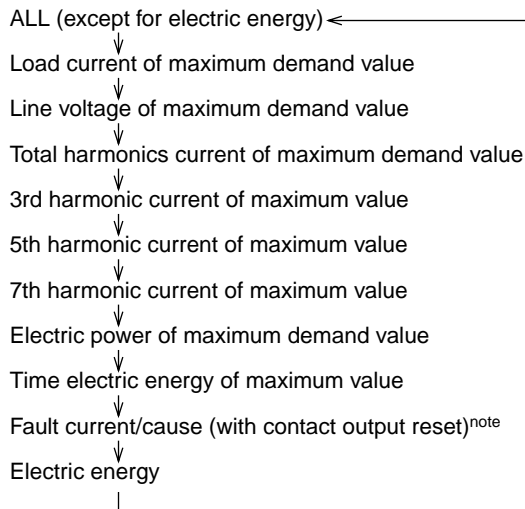 ALL (except for electric energy)
Load current of maximum demand value
Line voltage of maximum demand value
Total harmonics current of maximum demand value
3rd harmonic current of maximum value
5th harmonic current of maximum value
7th harmonic current of maximum value
Electric power of maximum demand value
Time electric energy of maximum value
Fault current/cause (with contact output reset)note
Electric energy